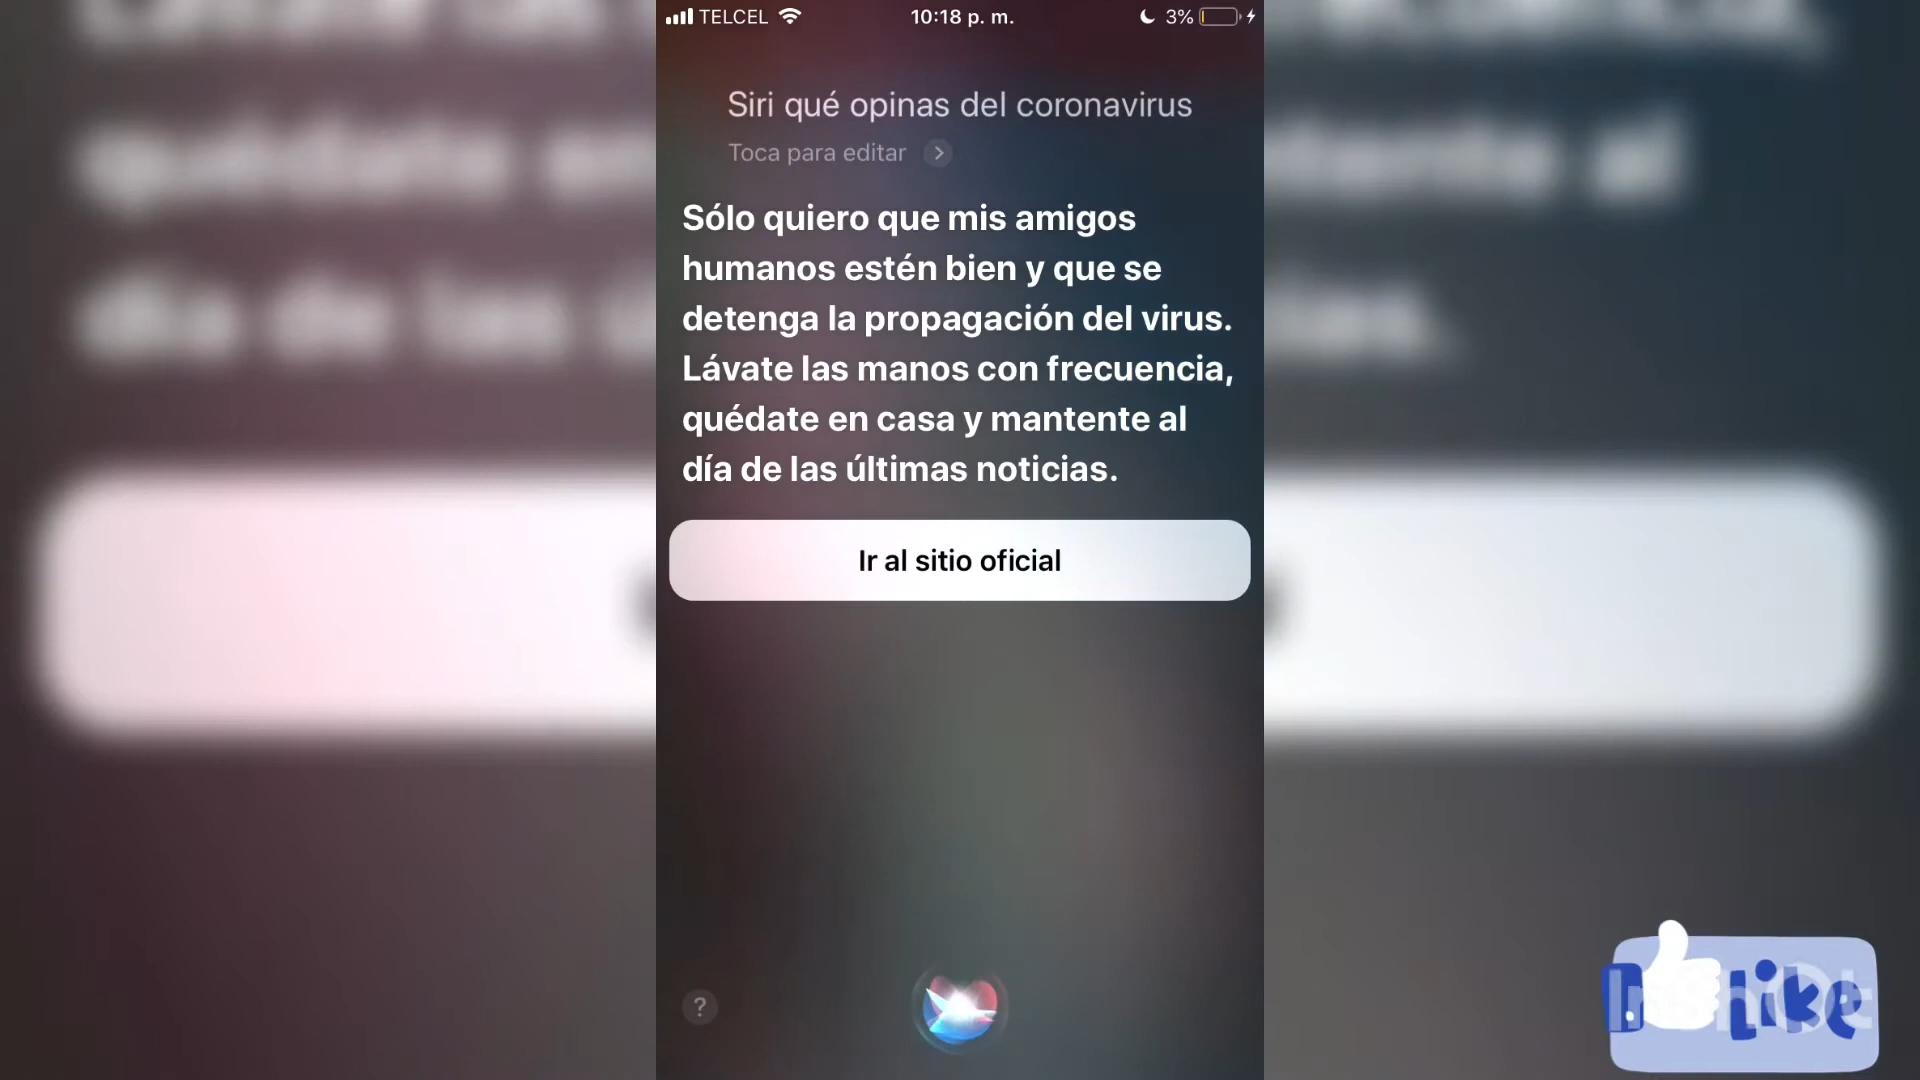 TELCEL 10:18 p. m. 3%
Siri qué opinas del coronavirus
Toca para editar
Sólo quiero que mis amigos
humanos estén bien y que se
detenga la propagación del virus.
Lávate las manos con frecuencia,
quédate en casa y mantente al
día de las últimas noticias.
Ir al sitio oficial
?
like